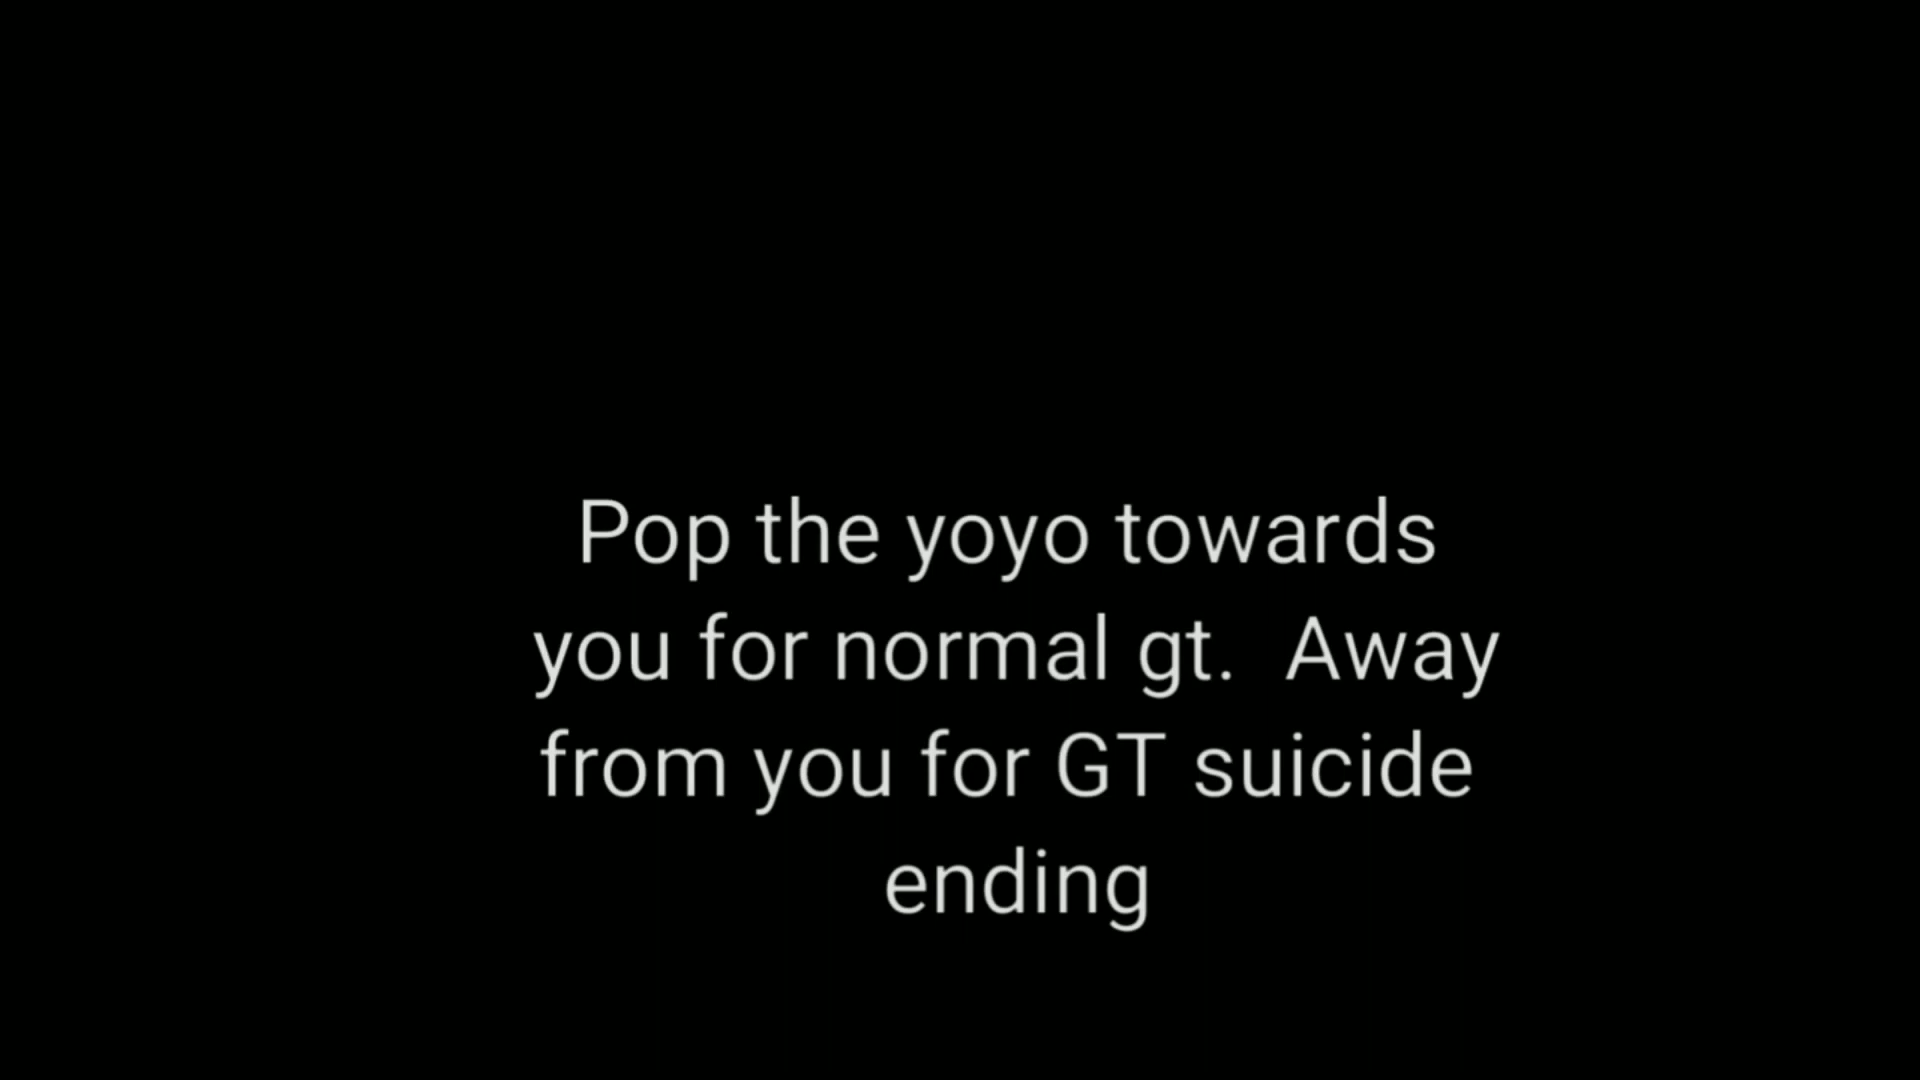 Pop the yoyo towards
you for normal gt.  Away
from you for GT suicide
ending